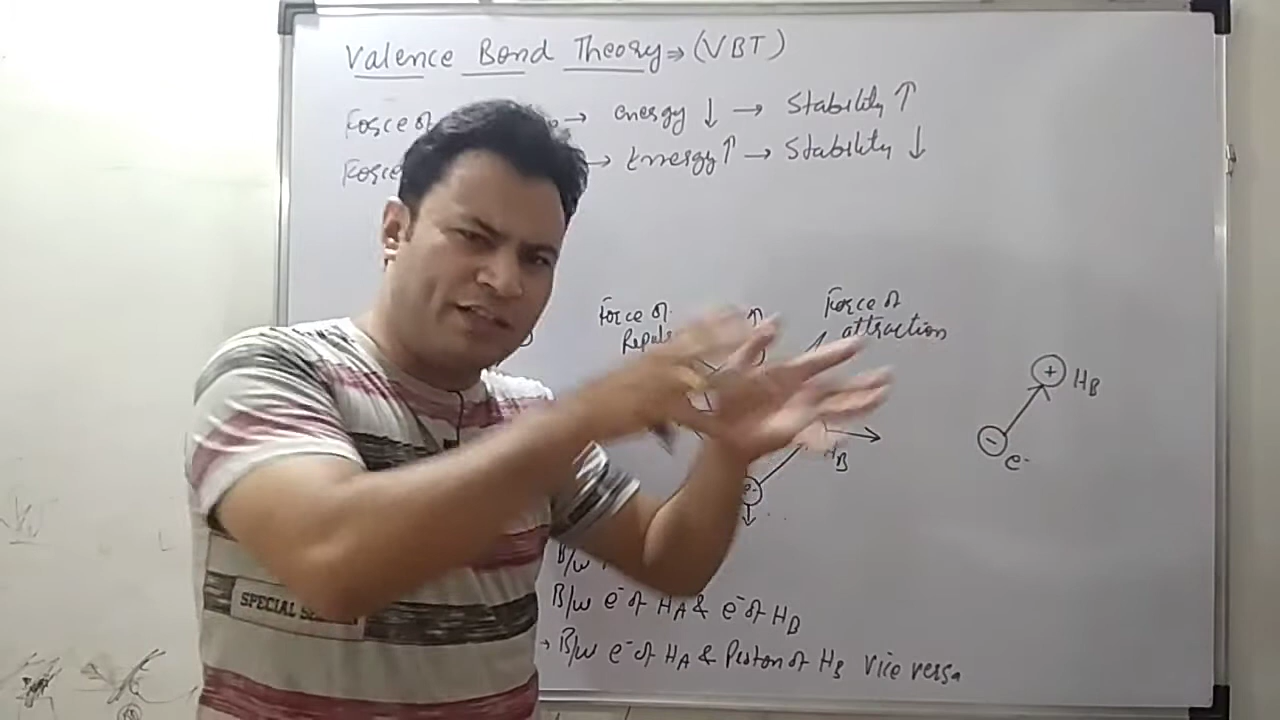 Valence Bond Theory ⇒ (VBT)
Force of → energy ↓ → Stability ↑
Force → Energy ↑ → Stability ↓
Force of
Force of
attraction
+ HB
HB
- e-
e-
B/w
B/w e- of HA & e- of HB
→ B/w e- of HA & Proton of HB vice versa
SPECIAL